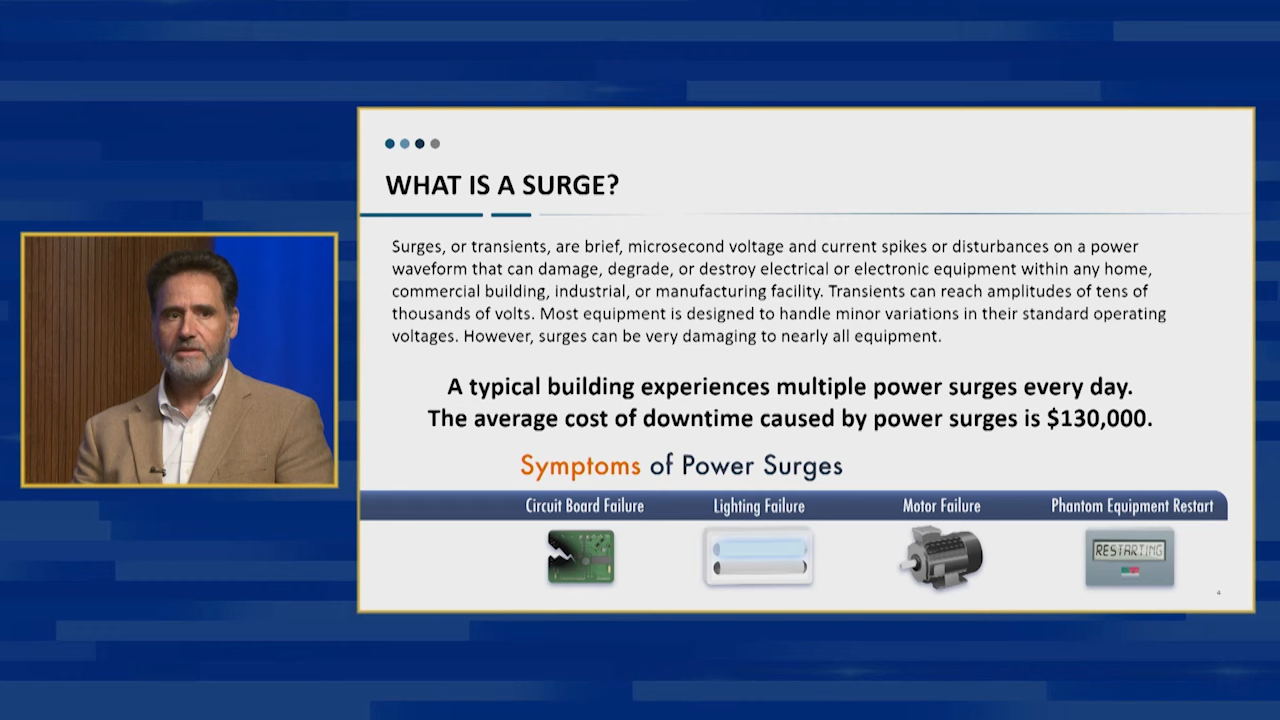 WHAT IS A SURGE?
Surges, or transients, are brief, microsecond voltage and current spikes or disturbances on a power
waveform that can damage, degrade, or destroy electrical or electronic equipment within any home,
commercial building, industrial, or manufacturing facility. Transients can reach amplitudes of tens of
thousands of volts. Most equipment is designed to handle minor variations in their standard operating
voltages. However, surges can be very damaging to nearly all equipment.
A typical building experiences multiple power surges every day.
The average cost of downtime caused by power surges is $130,000.
Symptoms of Power Surges
Circuit Board Failure Lighting Failure Motor Failure Phantom Equipment Restart
RESTARTING
4